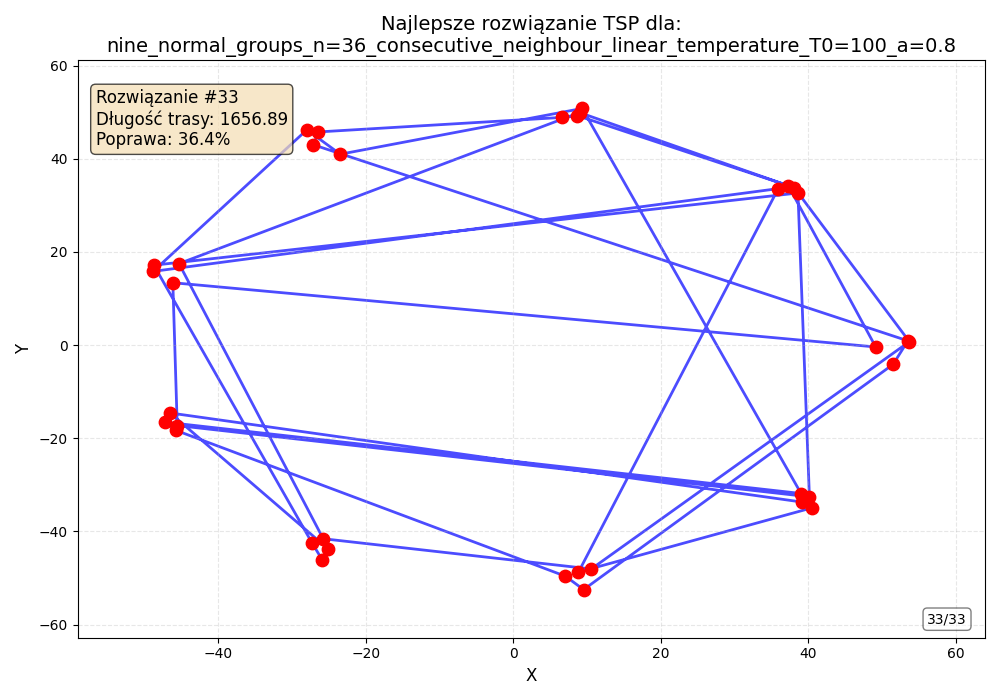 Najlepsze rozwiązanie TSP dla:
nine_normal_groups_n=36_consecutive_neighbour_linear_temperature_T0=100_a=0.8
Rozwiązanie #33
Długość trasy: 1656.89
Poprawa: 36.4%
60
40
20
0
−20
−40
−60
Y
33/33
−40
−20
0
20
40
60
X